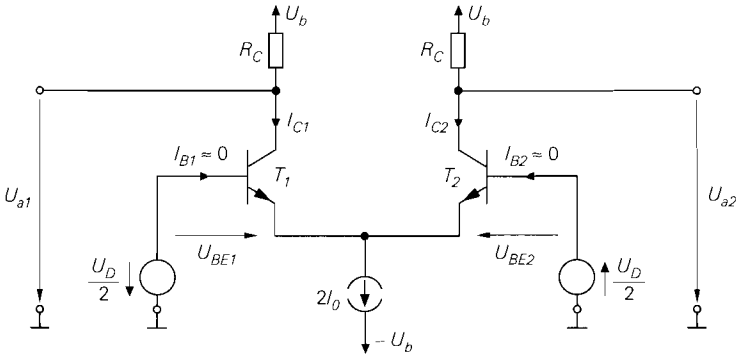 U_b U_b
R_C R_C
I_C1 I_C2
I_B1 ≈ 0 I_B2 ≈ 0
T_1 T_2
U_a1 U_a2
U_BE1 U_BE2
U_D/2 U_D/2
2I_0
- U_b